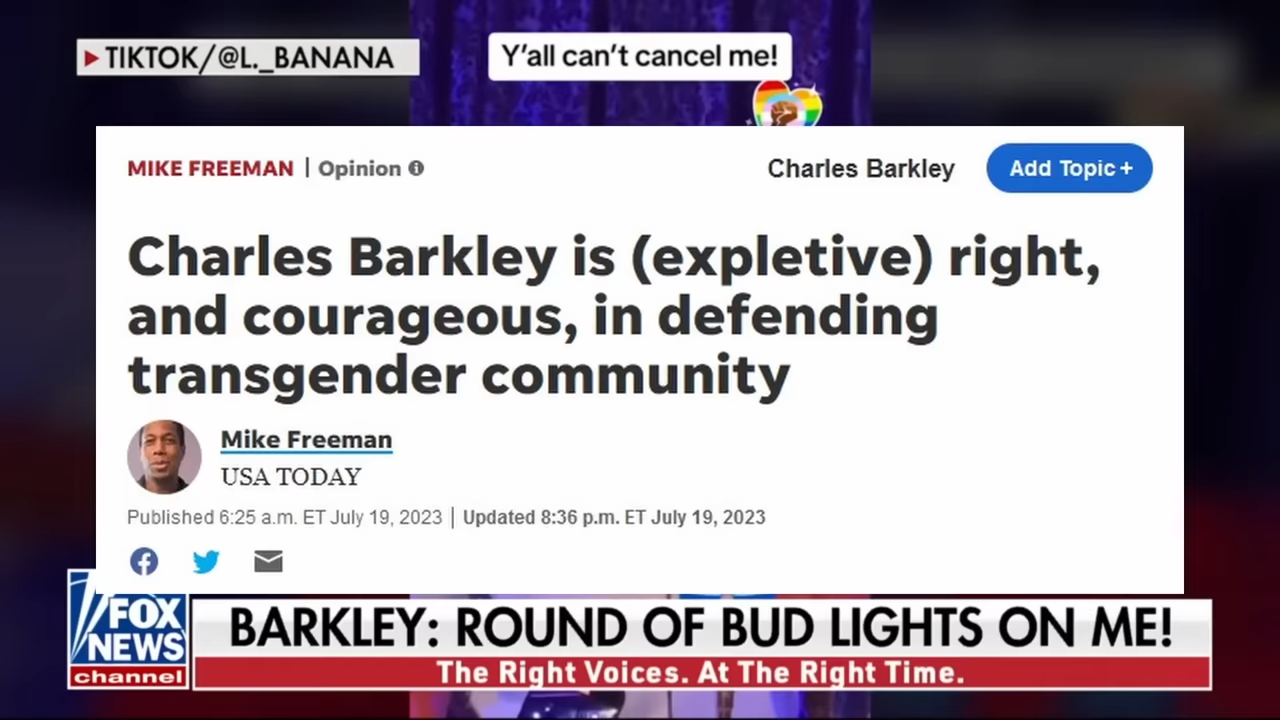 TIKTOK/@L._BANANA
Y'all can't cancel me!
MIKE FREEMAN | Opinion
Charles Barkley
Add Topic +
Charles Barkley is (expletive) right,
and courageous, in defending
transgender community
Mike Freeman
USA TODAY
Published 6:25 a.m. ET July 19, 2023 | Updated 8:36 p.m. ET July 19, 2023
FOX
NEWS
channel
BARKLEY: ROUND OF BUD LIGHTS ON ME!
The Right Voices. At The Right Time.